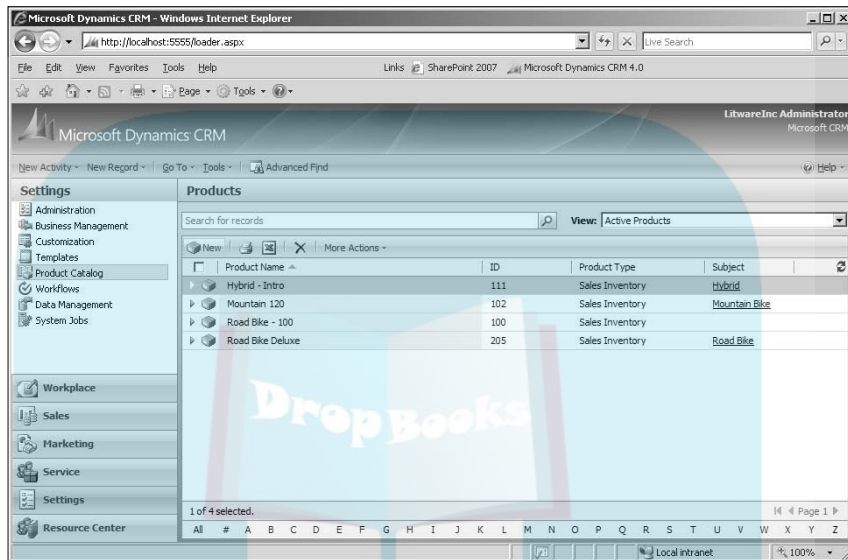 Microsoft Dynamics CRM - Windows Internet Explorer
http://localhost:5555/loader.aspx
Live Search
File Edit View Favorites Tools Help
Links SharePoint 2007 Microsoft Dynamics CRM 4.0
Page Tools
LitwareInc Administrator
Microsoft CRM
Microsoft Dynamics CRM
New Activity New Record Go To Tools Advanced Find Help
Settings
Administration
Business Management
Customization
Templates
Product Catalog
Workflows
Data Management
System Jobs
Workplace
Sales
Marketing
Service
Settings
Resource Center
Products
Search for records
View: Active Products
New More Actions
Product Name ID Product Type Subject
Hybrid - Intro 111 Sales Inventory Hybrid
Mountain 120 102 Sales Inventory Mountain Bike
Road Bike - 100 100 Sales Inventory
Road Bike Deluxe 205 Sales Inventory Road Bike
DropBooks
1 of 4 selected.
Page 1
All # A B C D E F G H I J K L M N O P Q R S T U V W X Y Z
Local intranet
100%